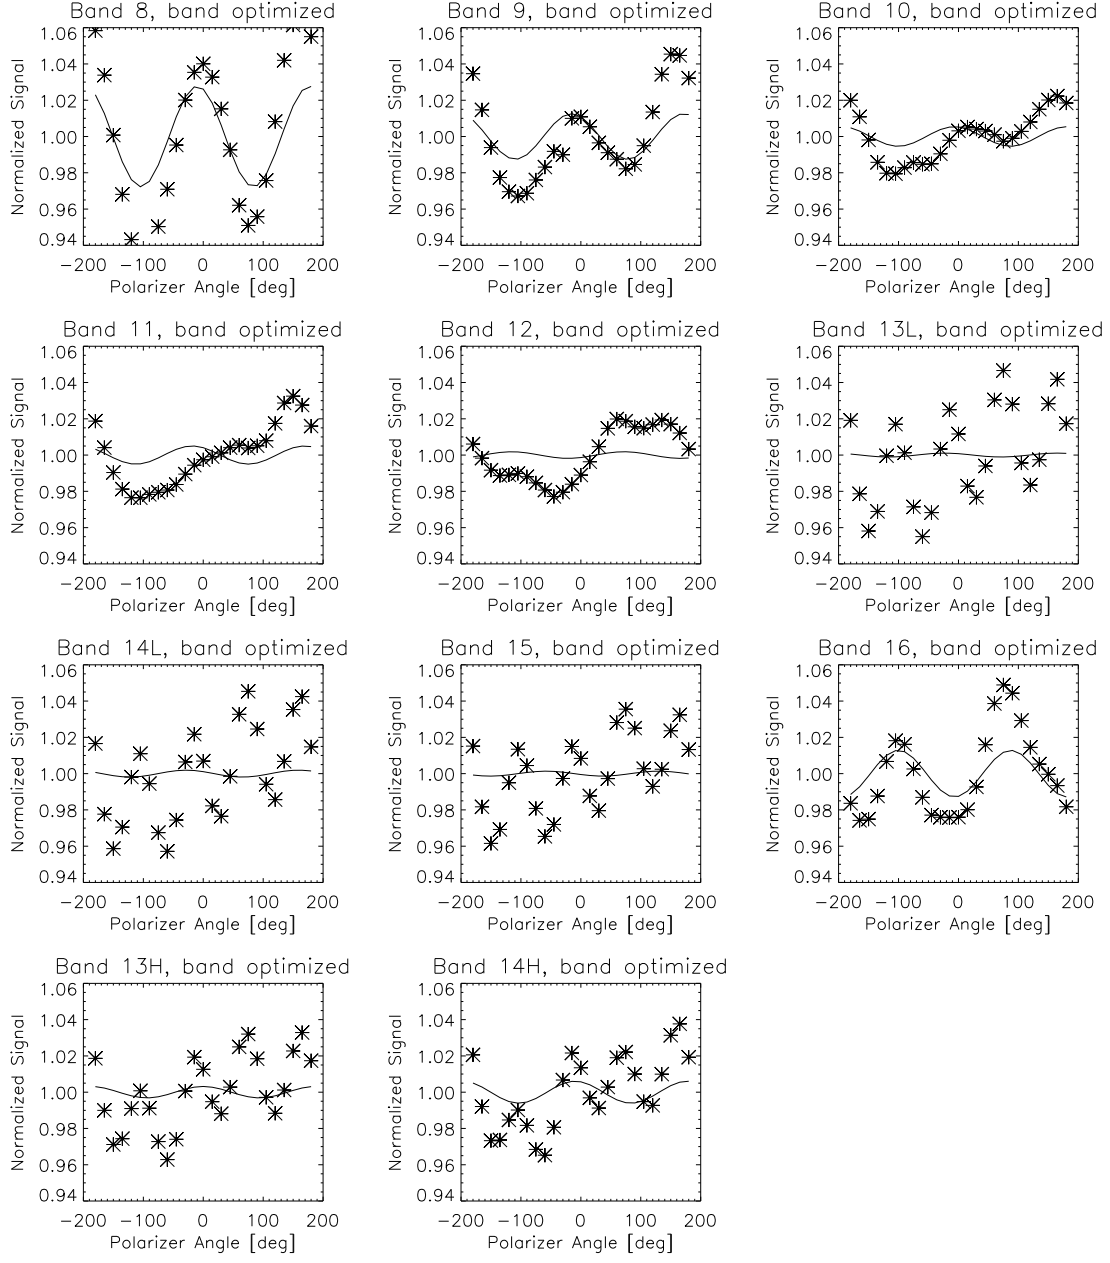 Band 8, band optimized
Normalized Signal
1.06
1.04
1.02
1.00
0.98
0.96
0.94
−200 −100 0 100 200
Polarizer Angle [deg]
Band 9, band optimized
Normalized Signal
1.06
1.04
1.02
1.00
0.98
0.96
0.94
−200 −100 0 100 200
Polarizer Angle [deg]
Band 10, band optimized
Normalized Signal
1.06
1.04
1.02
1.00
0.98
0.96
0.94
−200 −100 0 100 200
Polarizer Angle [deg]
Band 11, band optimized
Normalized Signal
1.06
1.04
1.02
1.00
0.98
0.96
0.94
−200 −100 0 100 200
Polarizer Angle [deg]
Band 12, band optimized
Normalized Signal
1.06
1.04
1.02
1.00
0.98
0.96
0.94
−200 −100 0 100 200
Polarizer Angle [deg]
Band 13L, band optimized
Normalized Signal
1.06
1.04
1.02
1.00
0.98
0.96
0.94
−200 −100 0 100 200
Polarizer Angle [deg]
Band 14L, band optimized
Normalized Signal
1.06
1.04
1.02
1.00
0.98
0.96
0.94
−200 −100 0 100 200
Polarizer Angle [deg]
Band 15, band optimized
Normalized Signal
1.06
1.04
1.02
1.00
0.98
0.96
0.94
−200 −100 0 100 200
Polarizer Angle [deg]
Band 16, band optimized
Normalized Signal
1.06
1.04
1.02
1.00
0.98
0.96
0.94
−200 −100 0 100 200
Polarizer Angle [deg]
Band 13H, band optimized
Normalized Signal
1.06
1.04
1.02
1.00
0.98
0.96
0.94
−200 −100 0 100 200
Polarizer Angle [deg]
Band 14H, band optimized
Normalized Signal
1.06
1.04
1.02
1.00
0.98
0.96
0.94
−200 −100 0 100 200
Polarizer Angle [deg]